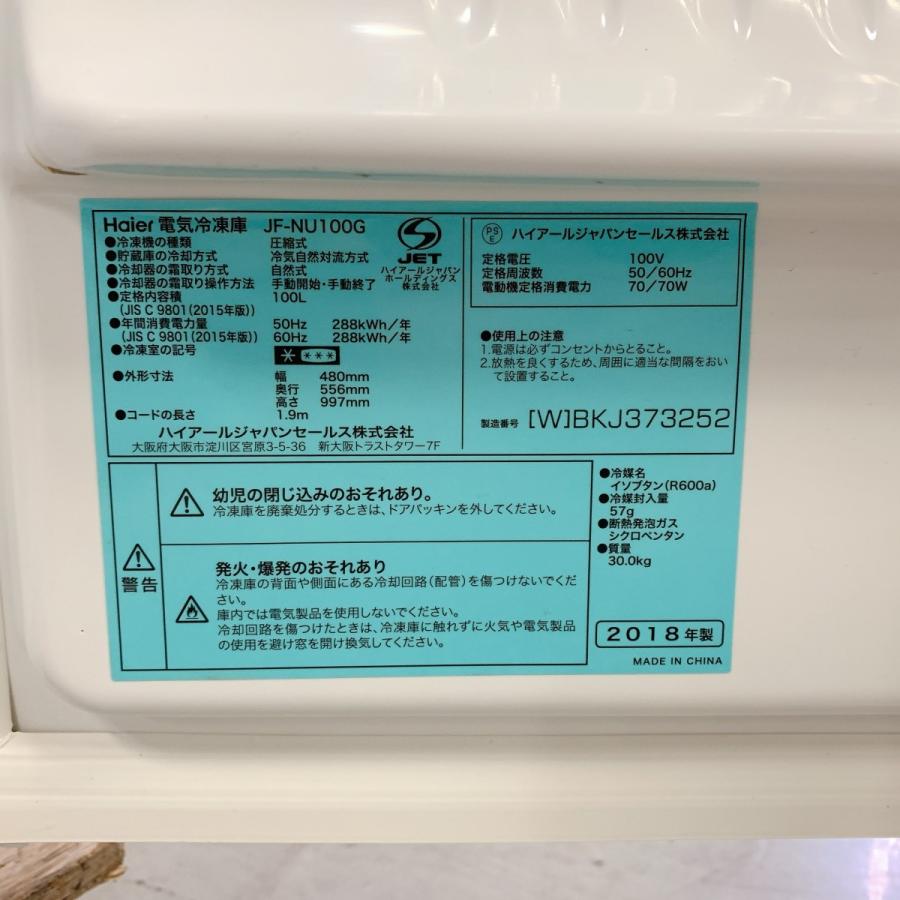 Haier 電気冷凍庫 JF-NU100G
●冷凍機の種類 圧縮式
●貯蔵庫の冷却方式 冷気自然対流方式
●冷却器の霜取り方式 自然式
●冷却器の霜取り操作方法 手動開始・手動終了
●定格内容積 100L
(JIS C 9801(2015年版))
●年間消費電力量 50Hz 288kWh/年
(JIS C 9801(2015年版)) 60Hz 288kWh/年
●冷凍室の記号
●外形寸法 幅 480mm
奥行 556mm
高さ 997mm
●コードの長さ 1.9m
ハイアールジャパンセールス株式会社
大阪府大阪市淀川区宮原3-5-36 新大阪トラストタワー7F
JET
ハイアールジャパン
ホールディングス
株式会社
PS
E
ハイアールジャパンセールス株式会社
定格電圧 100V
定格周波数 50/60Hz
電動機定格消費電力 70/70W
●使用上の注意
1.電源は必ずコンセントからとること。
2.放熱を良くするため、周囲に適当な間隔をおい
て設置すること。
製造番号 [W]BKJ373252
警告
幼児の閉じ込みのおそれあり。
冷凍庫を廃棄処分するときは、ドアパッキンを外してください。
発火・爆発のおそれあり
冷凍庫の背面や側面にある冷却回路(配管)を傷つけないでくだ
さい。
庫内では電気製品を使用しないでください。
冷却回路を傷つけたときは、冷凍庫に触れずに火気や電気製品
の使用を避け窓を開け換気してください。
●冷媒名
イソブタン(R600a)
●冷媒封入量
57g
●断熱発泡ガス
シクロペンタン
●質量
30.0kg
2018年製
MADE IN CHINA